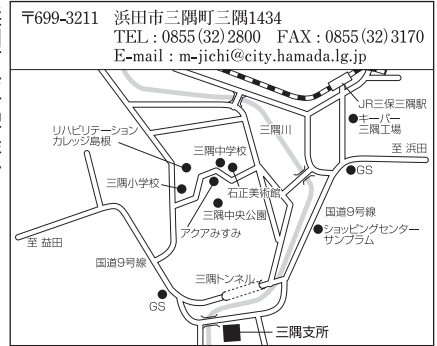 〒699-3211 浜田市三隅町三隅1434
TEL : 0855(32)2800 FAX : 0855(32)3170
E-mail : m-jichi@city.hamada.lg.jp
JR三保三隅駅
キーパー
三隅工場
三隅川
至 浜田
リハビリテーション
カレッジ島根
三隅中学校
GS
三隅小学校
石正美術館
三隅中央公園
アクアみすみ
国道9号線
ショッピングセンター
サンプラム
至 益田
国道9号線
三隅トンネル
GS
三隅支所